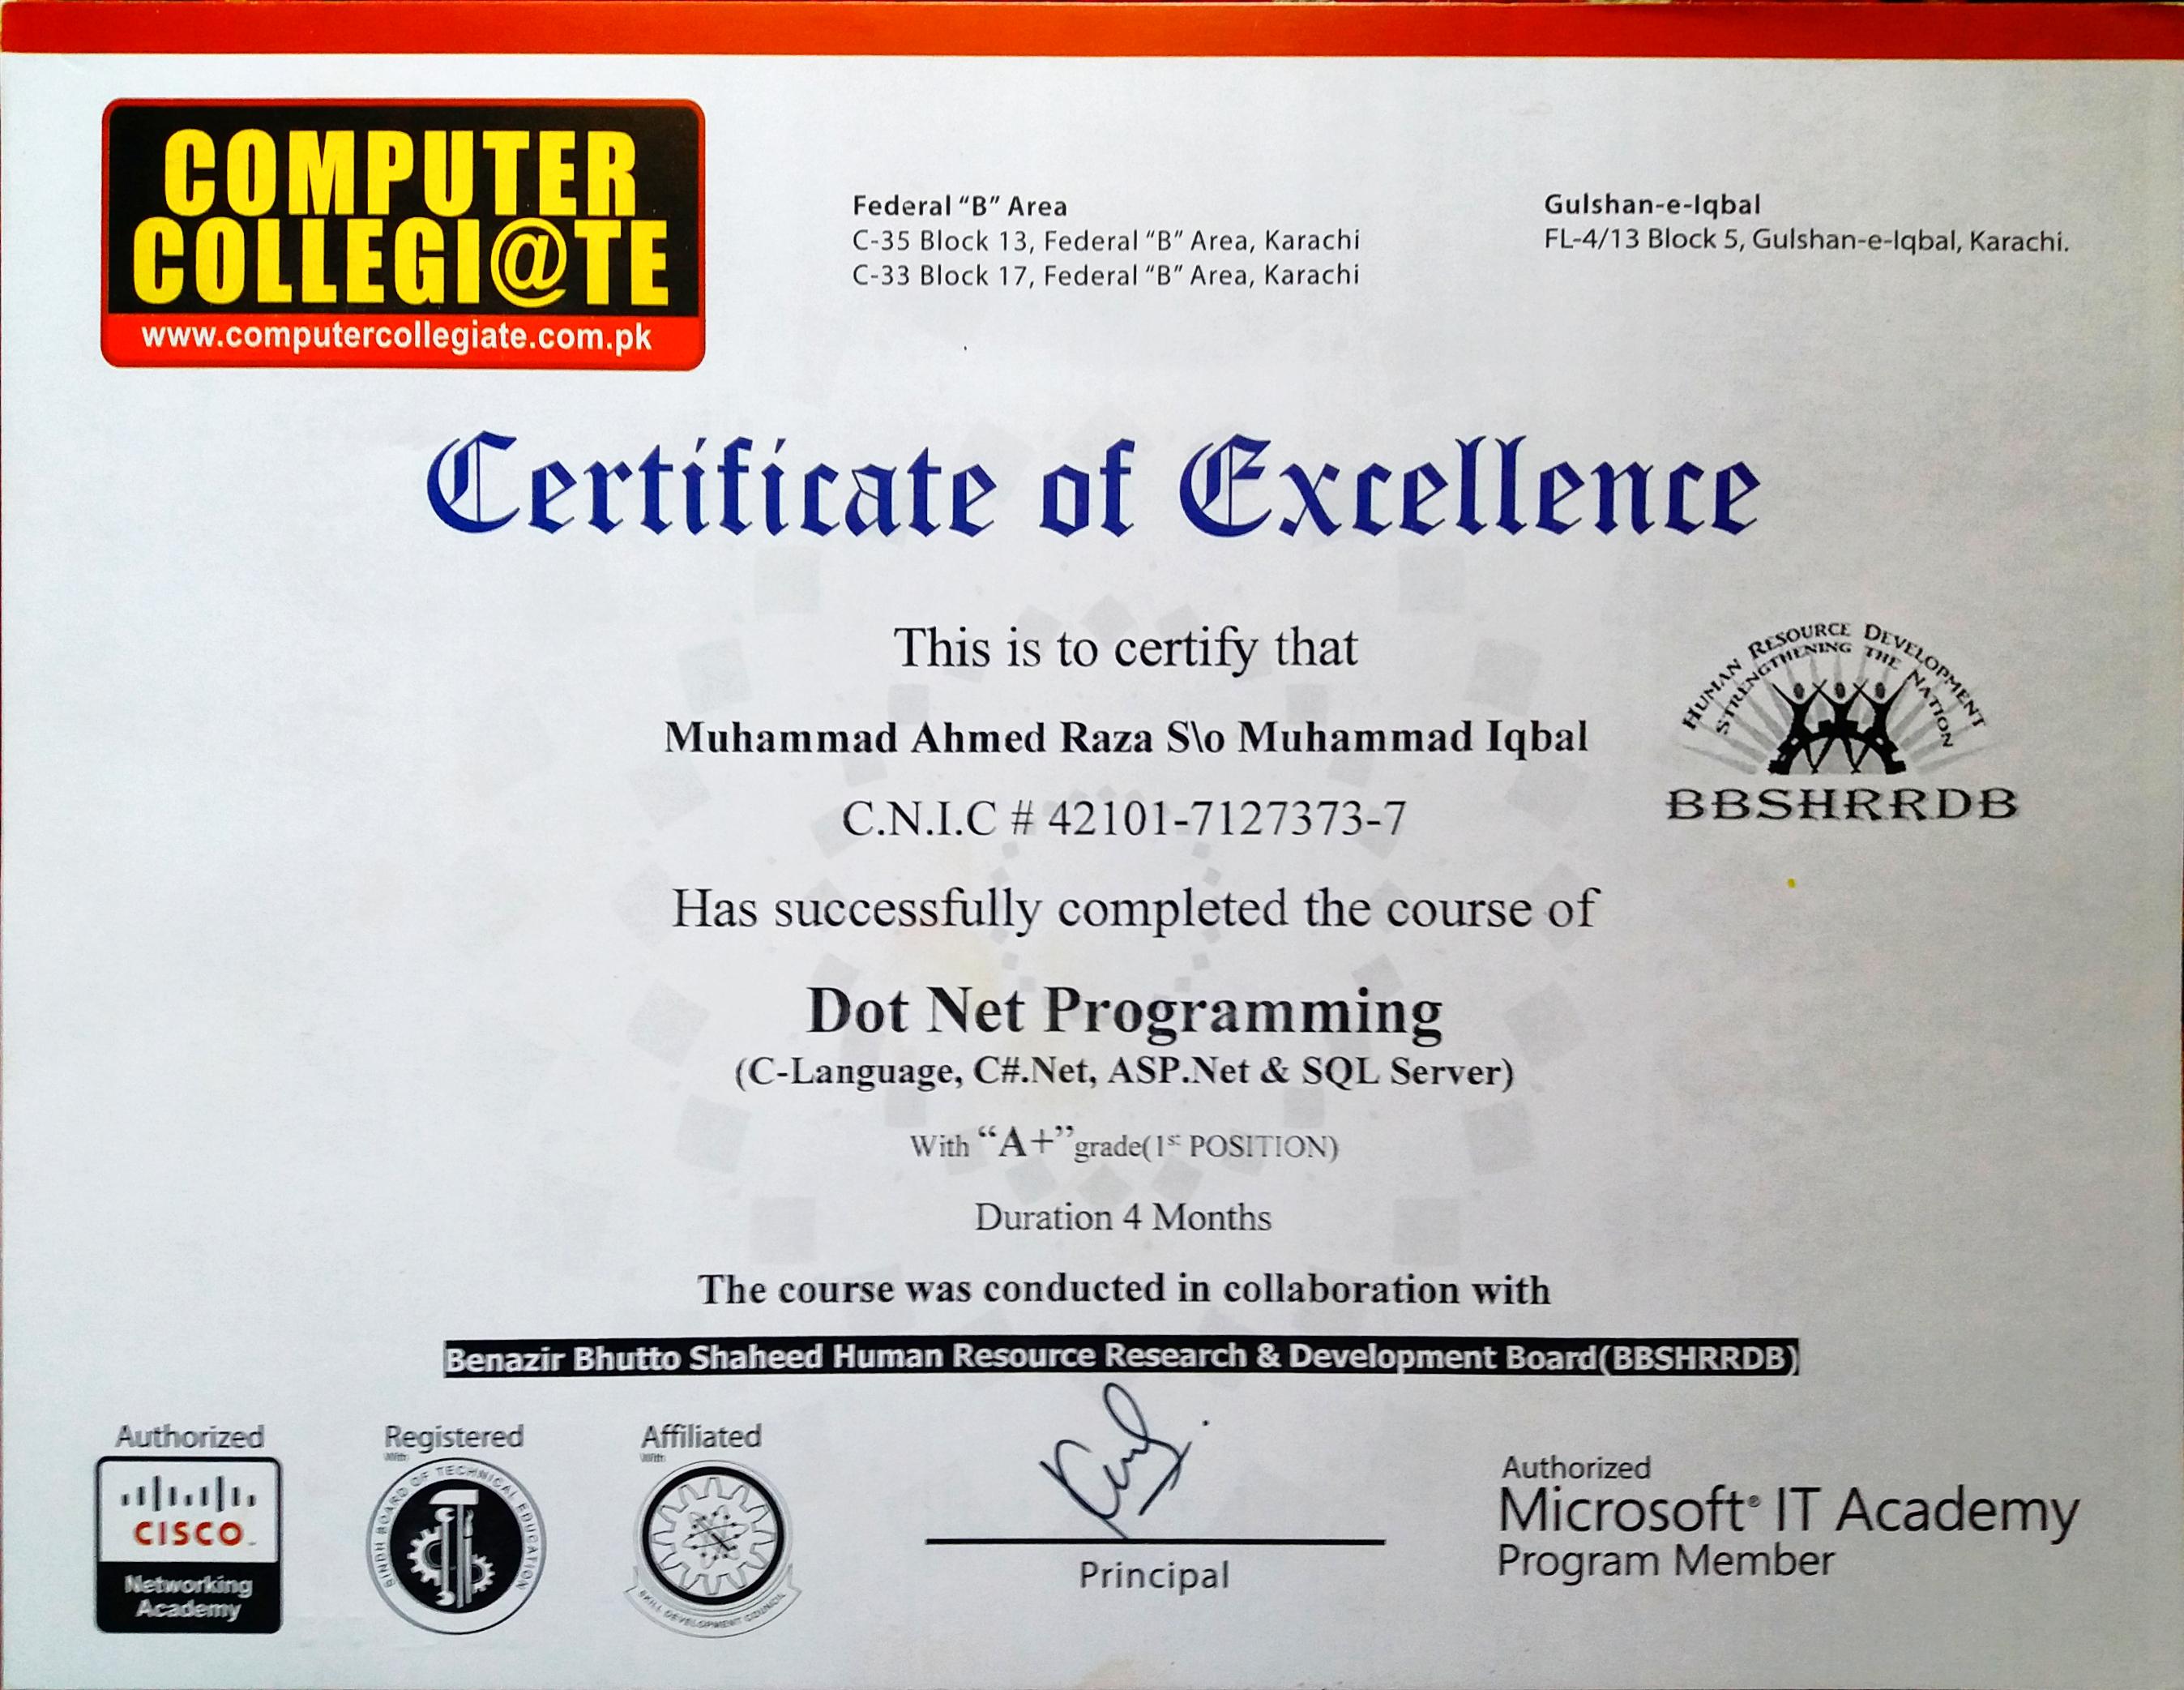 COMPUTER
COLLEGI@TE
www.computercollegiate.com.pk
Federal “B” Area
C-35 Block 13, Federal “B” Area, Karachi
C-33 Block 17, Federal “B” Area, Karachi
Gulshan-e-Iqbal
FL-4/13 Block 5, Gulshan-e-Iqbal, Karachi.
Certificate of Excellence
This is to certify that
Muhammad Ahmed Raza S\o Muhammad Iqbal
C.N.I.C # 42101-7127373-7
HUMAN RESOURCE DEVELOPMENT
STRENGTHENING THE NATION
BBSHRRDB
Has successfully completed the course of
Dot Net Programming
(C-Language, C#.Net, ASP.Net & SQL Server)
With “A+”grade(1st POSITION)
Duration 4 Months
The course was conducted in collaboration with
Benazir Bhutto Shaheed Human Resource Research & Development Board(BBSHRRDB)
Authorized
CISCO™
Networking
Academy
Registered
With
SINDH BOARD OF TECHNICAL EDUCATION
Affiliated
With
SKILL DEVELOPMENT COUNCIL
Principal
Authorized
Microsoft® IT Academy
Program Member